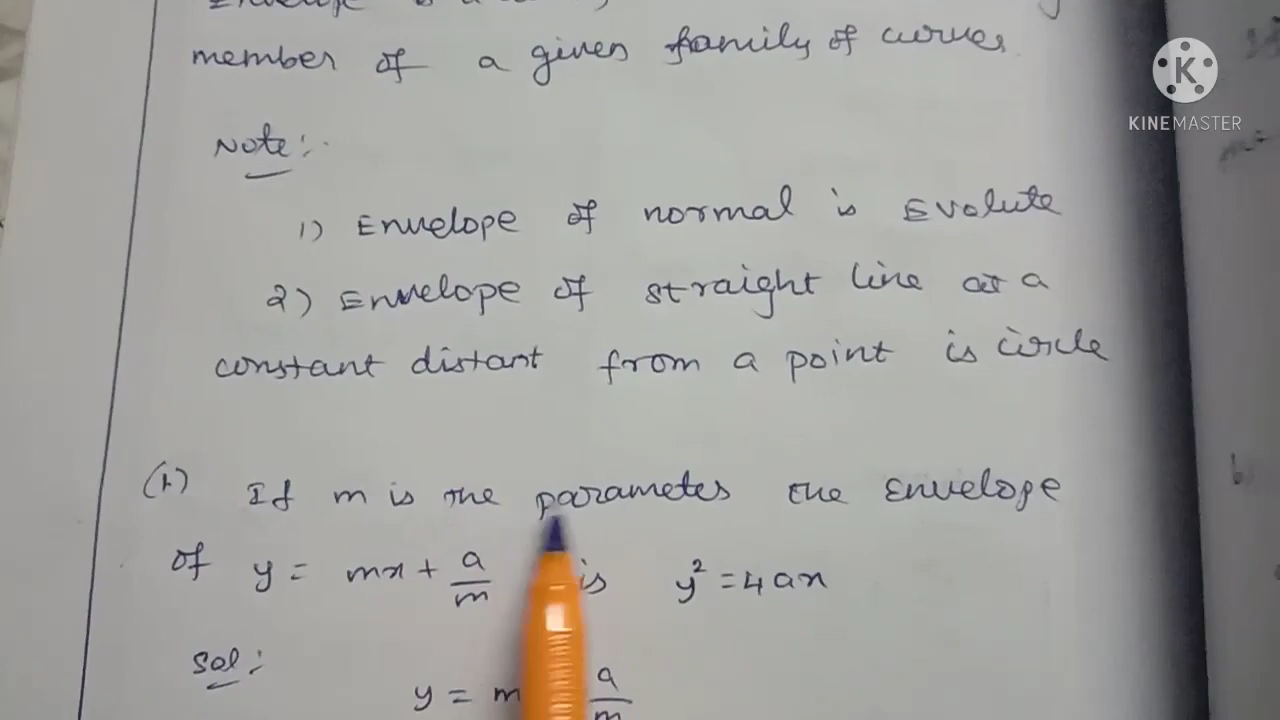 Envelope is a
member of a given family of curves
K
KINEMASTER
Note:
1) Envelope of normal is Evolute
2) Envelope of straight line at a
constant distant from a point is circle
(1) If m is the parameter the Envelope
of y = mx + a/m is y² = 4ax
Sol:
y = m a/m